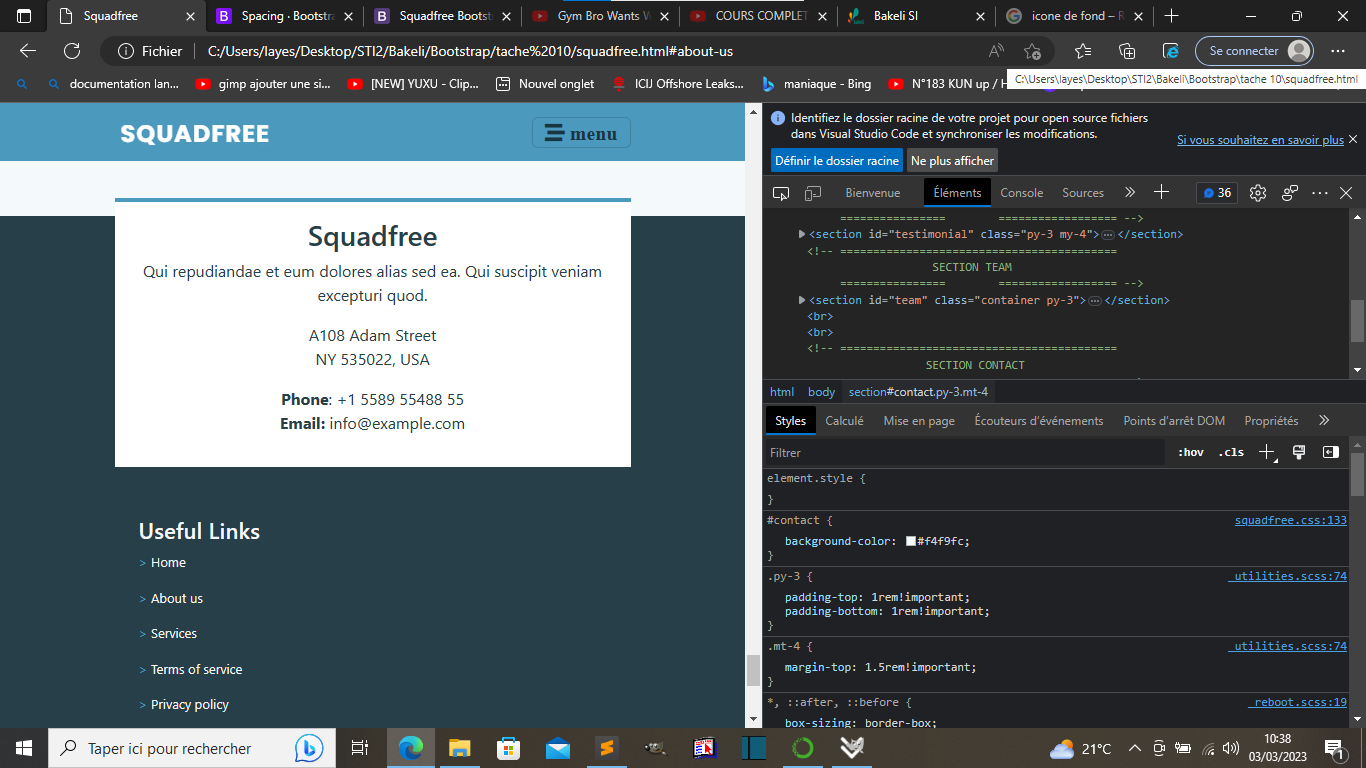 Squadfree
Spacing · Bootstra
Squadfree Bootst
Gym Bro Wants W
COURS COMPLET
Bakeli SI
icone de fond – R
Fichier
C:/Users/layes/Desktop/STI2/Bakeli/Bootstrap/tache%2010/squadfree.html#about-us
Se connecter
documentation lan...
gimp ajouter une si...
[NEW] YUXU - Clip...
Nouvel onglet
ICIJ Offshore Leaks...
maniaque - Bing
N°183 KUN up / H
C:\Users\layes\Desktop\STI2\Bakeli\Bootstrap\tache 10\squadfree.html
SQUADFREE
menu
Squadfree
Qui repudiandae et eum dolores alias sed ea. Qui suscipit veniam
excepturi quod.
A108 Adam Street
NY 535022, USA
Phone: +1 5589 55488 55
Email: info@example.com
Useful Links
> Home
> About us
> Services
> Terms of service
> Privacy policy
Identifiez le dossier racine de votre projet pour open source fichiers
dans Visual Studio Code et synchroniser les modifications.
Si vous souhaitez en savoir plus
Définir le dossier racine
Ne plus afficher
Bienvenue
Éléments
Console
Sources
36
================ ================== -->
<section id="testimonial" class="py-3 my-4">⋯</section>
<!-- ==========================================
SECTION TEAM
================ ================== -->
<section id="team" class="container py-3">⋯</section>
<br>
<br>
<!-- ==========================================
SECTION CONTACT
html body section#contact.py-3.mt-4
Styles
Calculé
Mise en page
Écouteurs d'événements
Points d'arrêt DOM
Propriétés
Filtrer
:hov .cls
element.style {
}
#contact {
squadfree.css:133
background-color: #f4f9fc;
}
.py-3 {
_utilities.scss:74
padding-top: 1rem!important;
padding-bottom: 1rem!important;
}
.mt-4 {
_utilities.scss:74
margin-top: 1.5rem!important;
}
*, ::after, ::before {
_reboot.scss:19
box-sizing: border-box;
Taper ici pour rechercher
21°C
10:38
03/03/2023
1